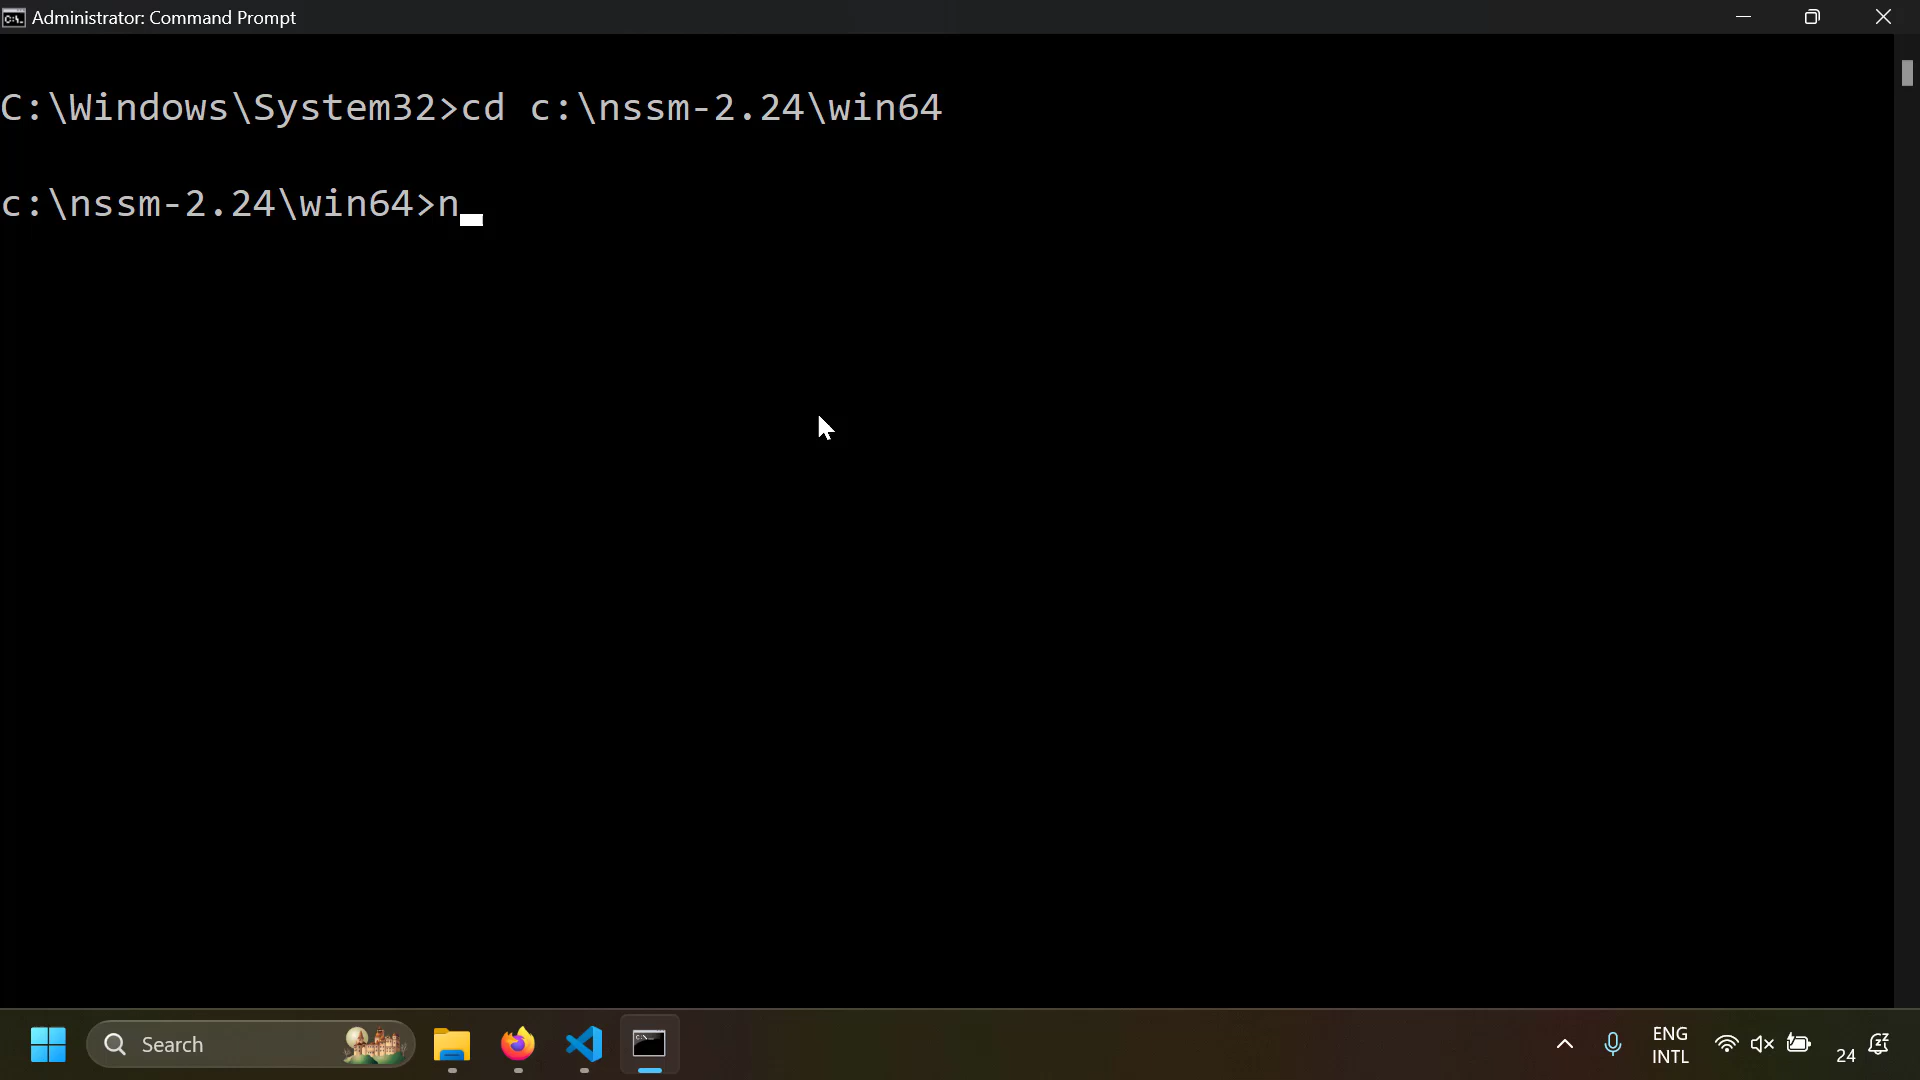 Administrator: Command Prompt
C:\Windows\System32>cd c:\nssm-2.24\win64
c:\nssm-2.24\win64>n
Search
ENG
INTL
24